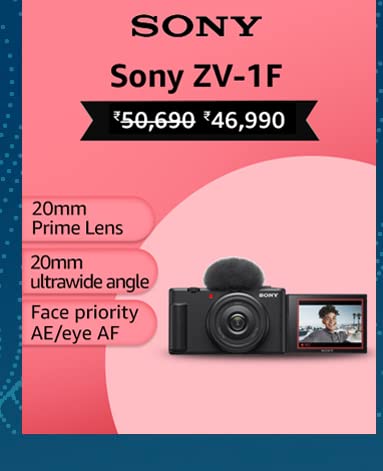 SONY
Sony ZV-1F
₹50,690 ₹46,990
20mm
Prime Lens
20mm
ultrawide angle
Face priority
AE/eye AF
SONY
SONY